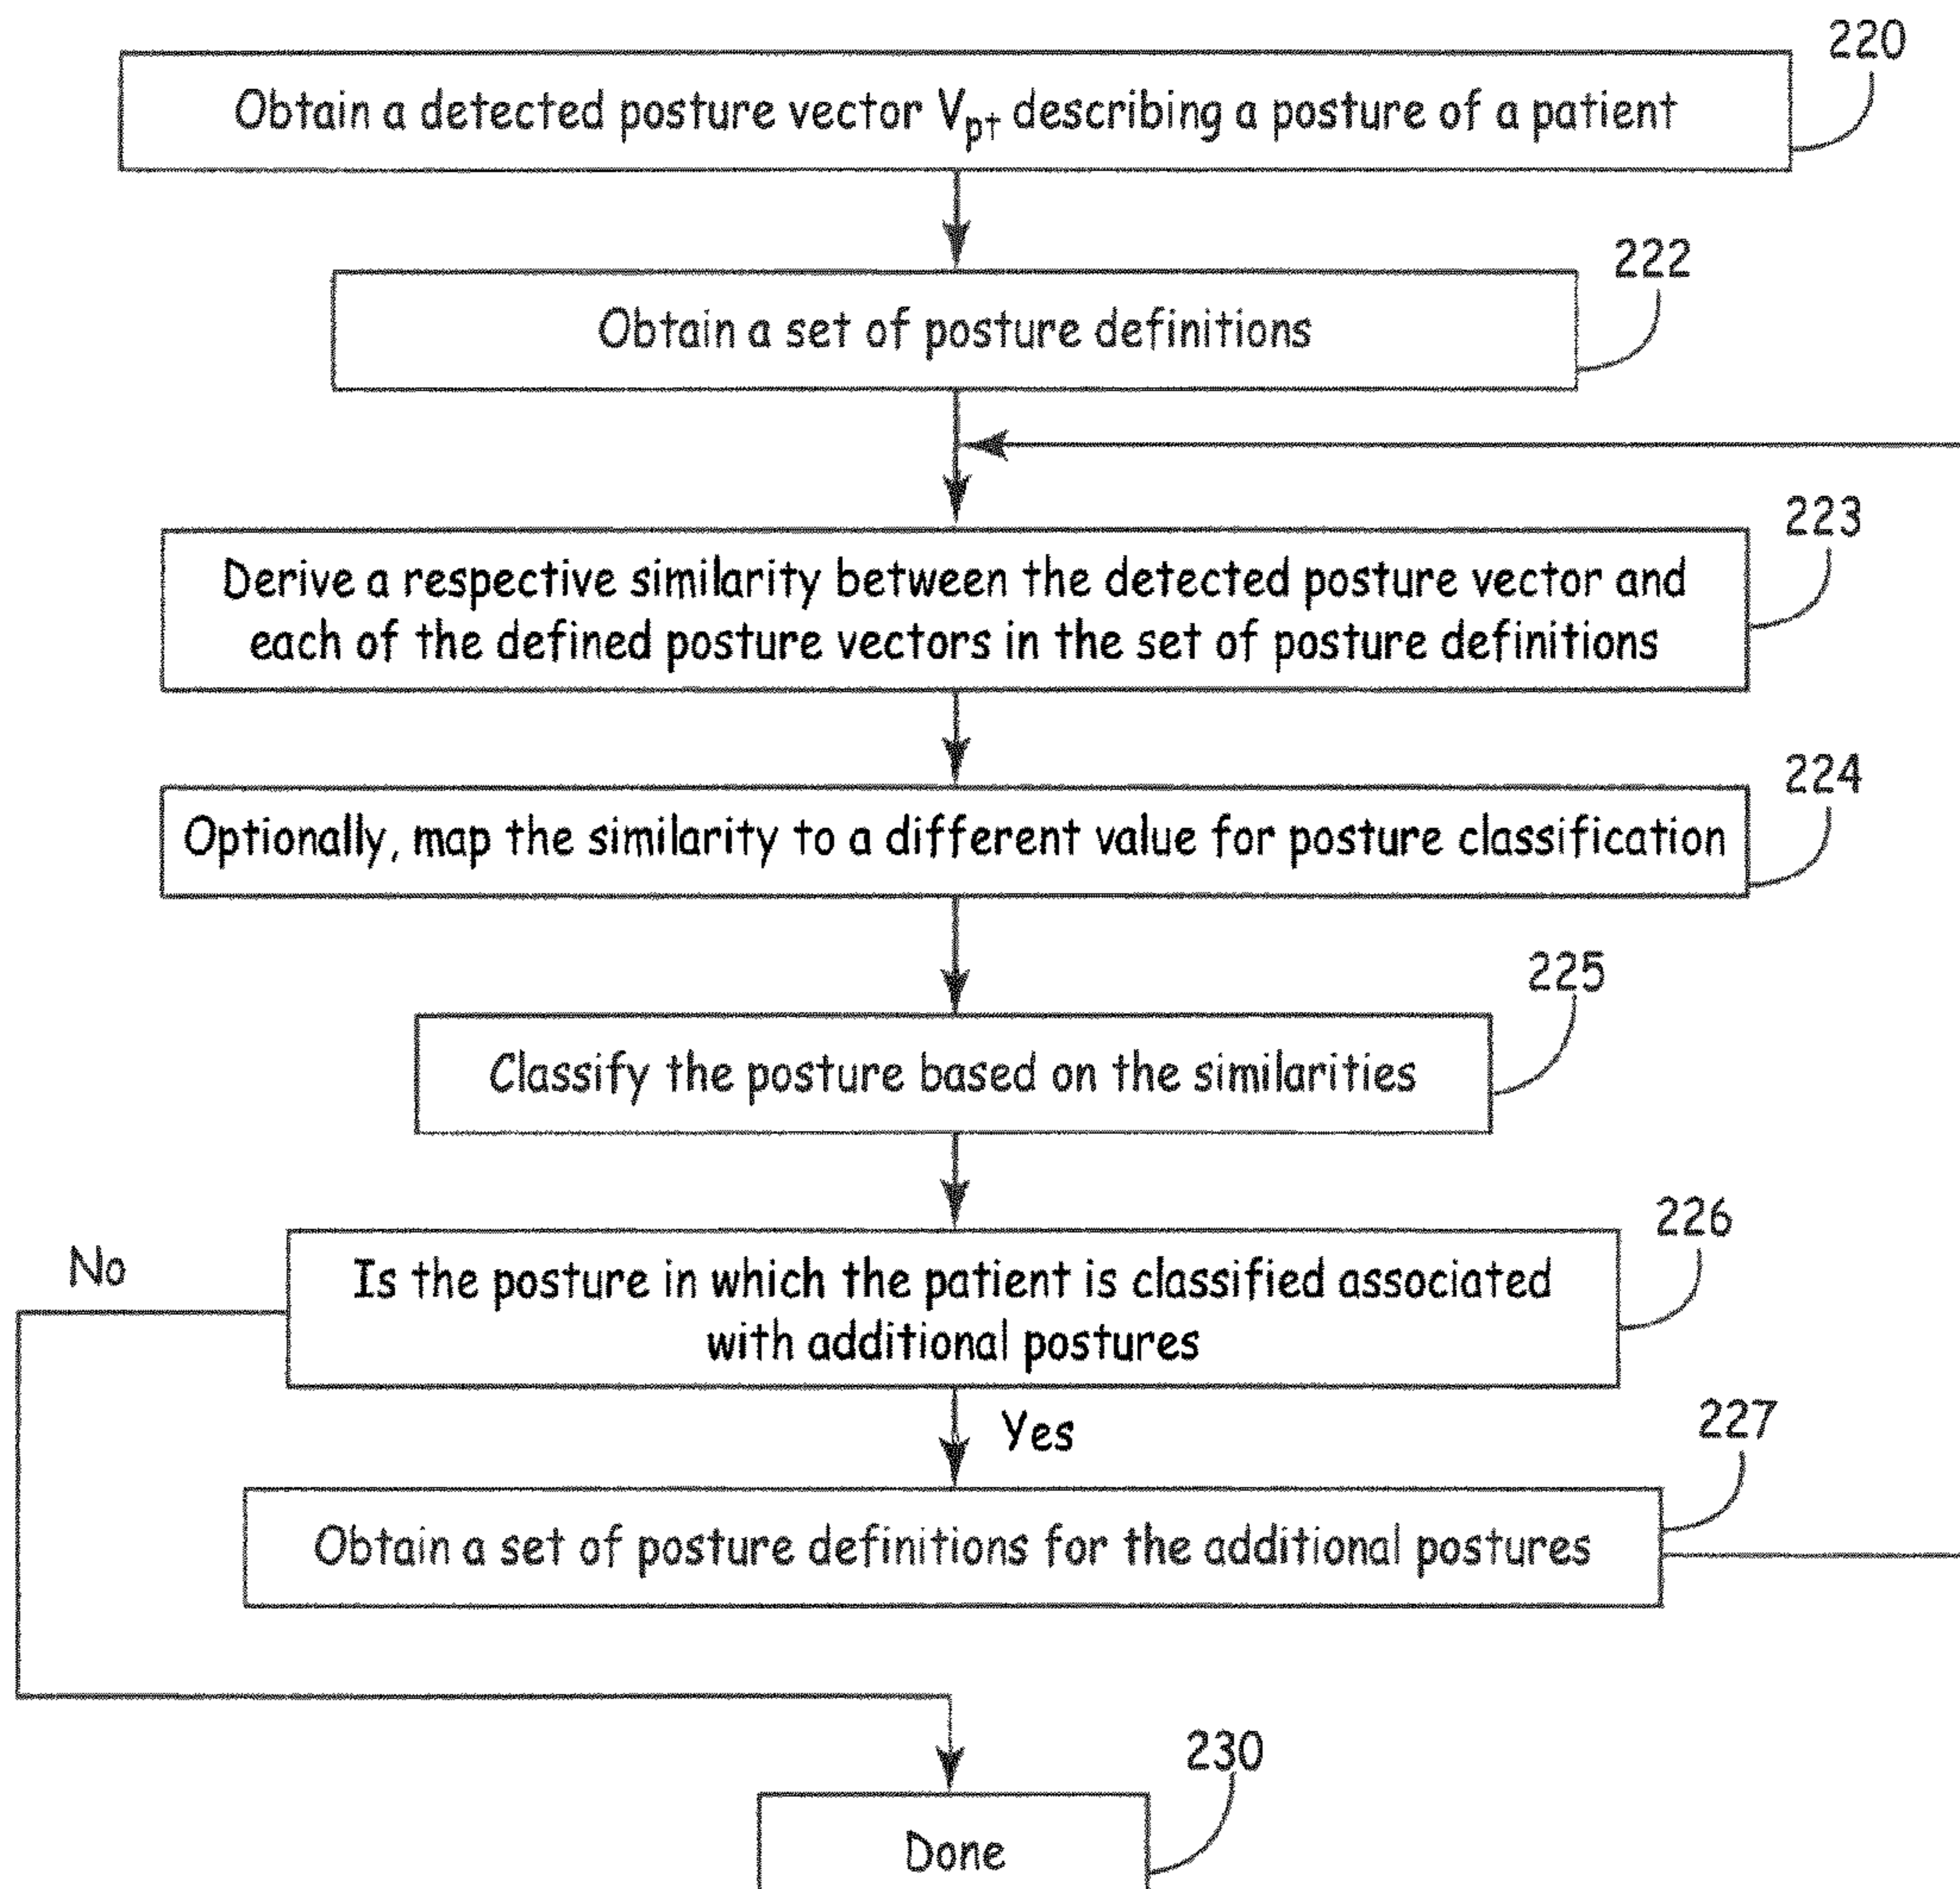 220
Obtain a detected posture vector Vpt describing a posture of a patient
222
Obtain a set of posture definitions
223
Derive a respective similarity between the detected posture vector and
each of the defined posture vectors in the set of posture definitions
224
Optionally, map the similarity to a different value for posture classification
225
Classify the posture based on the similarities
226
No
Is the posture in which the patient is classified associated
with additional postures
Yes
227
Obtain a set of posture definitions for the additional postures
230
Done